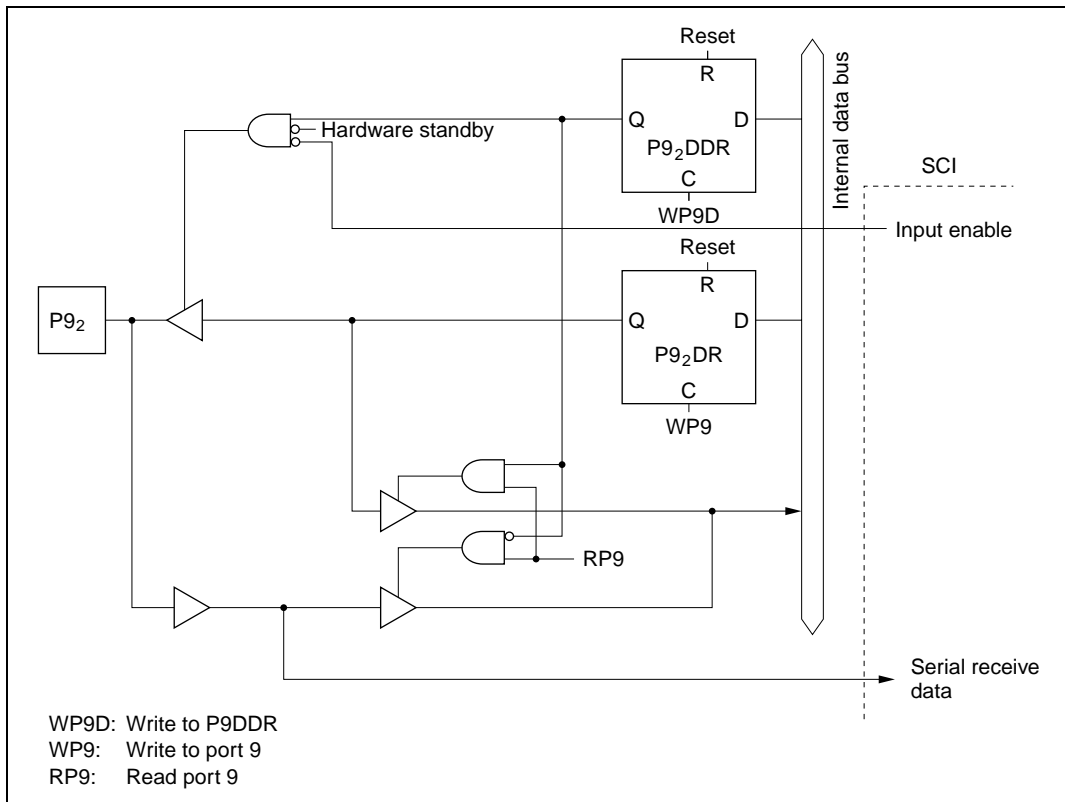 Reset
R
Hardware standby
Q
D
P9₂DDR
C
WP9D
Internal data bus
SCI
Input enable
Reset
R
P9₂
Q
D
P9₂DR
C
WP9
RP9
Serial receive
data
WP9D: Write to P9DDR
WP9: Write to port 9
RP9: Read port 9